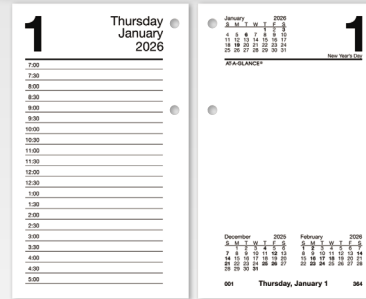 1
Thursday
January
2026
7:00
7:30
8:00
8:30
9:00
9:30
10:00
10:30
11:00
11:30
12:00
12:30
1:00
1:30
2:00
2:30
3:00
3:30
4:00
4:30
5:00
January 2026
S M T W T F S
1 2 3
4 5 6 7 8 9 10
11 12 13 14 15 16 17
18 19 20 21 22 23 24
25 26 27 28 29 30 31
1
New Year's Day
AT-A-GLANCE®
December 2025
S M T W T F S
1 2 3 4 5 6
7 8 9 10 11 12 13
14 15 16 17 18 19 20
21 22 23 24 25 26 27
28 29 30 31
February 2026
S M T W T F S
1 2 3 4 5 6 7
8 9 10 11 12 13 14
15 16 17 18 19 20 21
22 23 24 25 26 27 28
001 Thursday, January 1 364